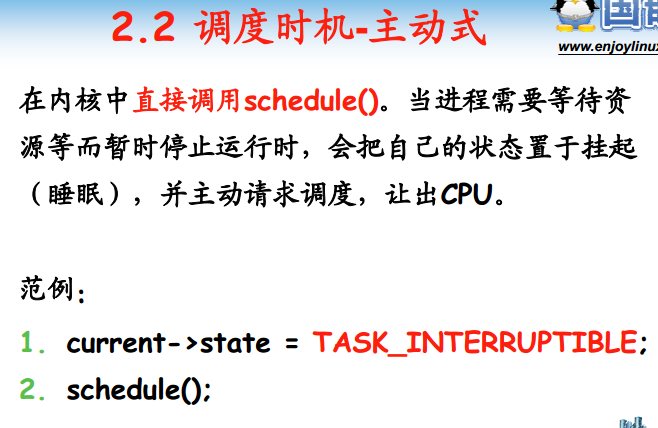 2.2 调度时机-主动式
www.enjoylinux
在内核中直接调用schedule()。当进程需要等待资
源等而暂时停止运行时，会把自己的状态置于挂起
（睡眠），并主动请求调度，让出CPU。
范例：
1. current->state = TASK_INTERRUPTIBLE;
2. schedule();